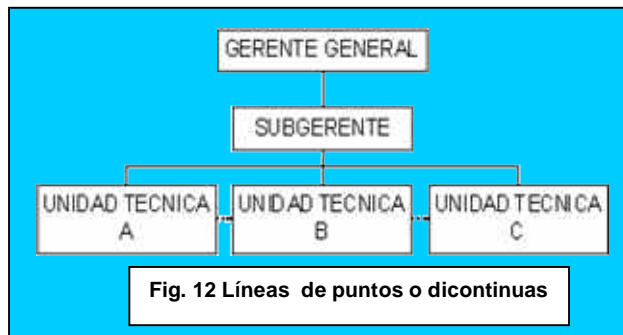 GERENTE GENERAL
SUBGERENTE
UNIDAD TECNICA
A
UNIDAD TECNICA
B
UNIDAD TECNICA
C
Fig. 12 Líneas de puntos o dicontinuas